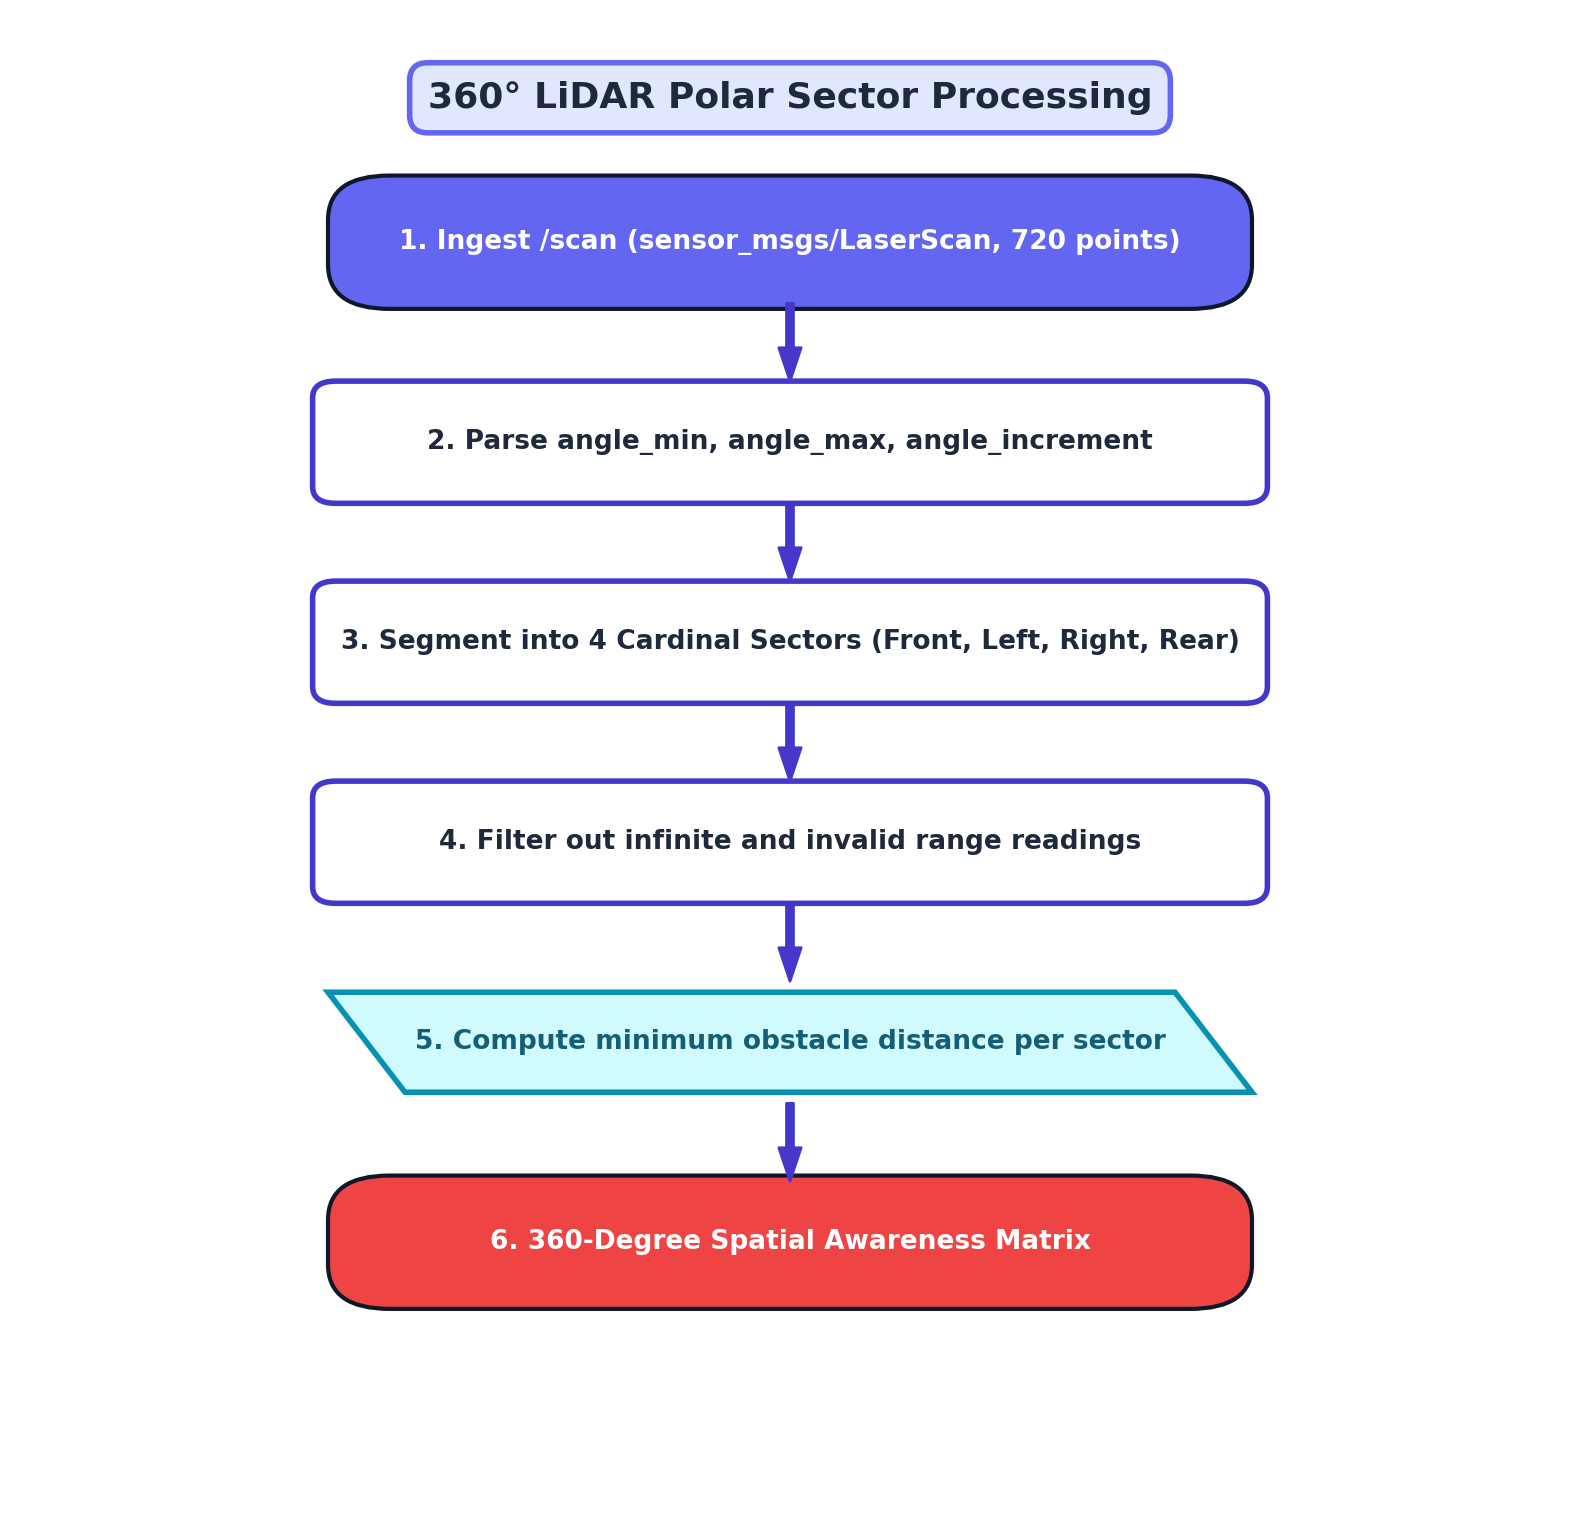 360° LiDAR Polar Sector Processing
1. Ingest /scan (sensor_msgs/LaserScan, 720 points)
2. Parse angle_min, angle_max, angle_increment
3. Segment into 4 Cardinal Sectors (Front, Left, Right, Rear)
4. Filter out infinite and invalid range readings
5. Compute minimum obstacle distance per sector
6. 360-Degree Spatial Awareness Matrix